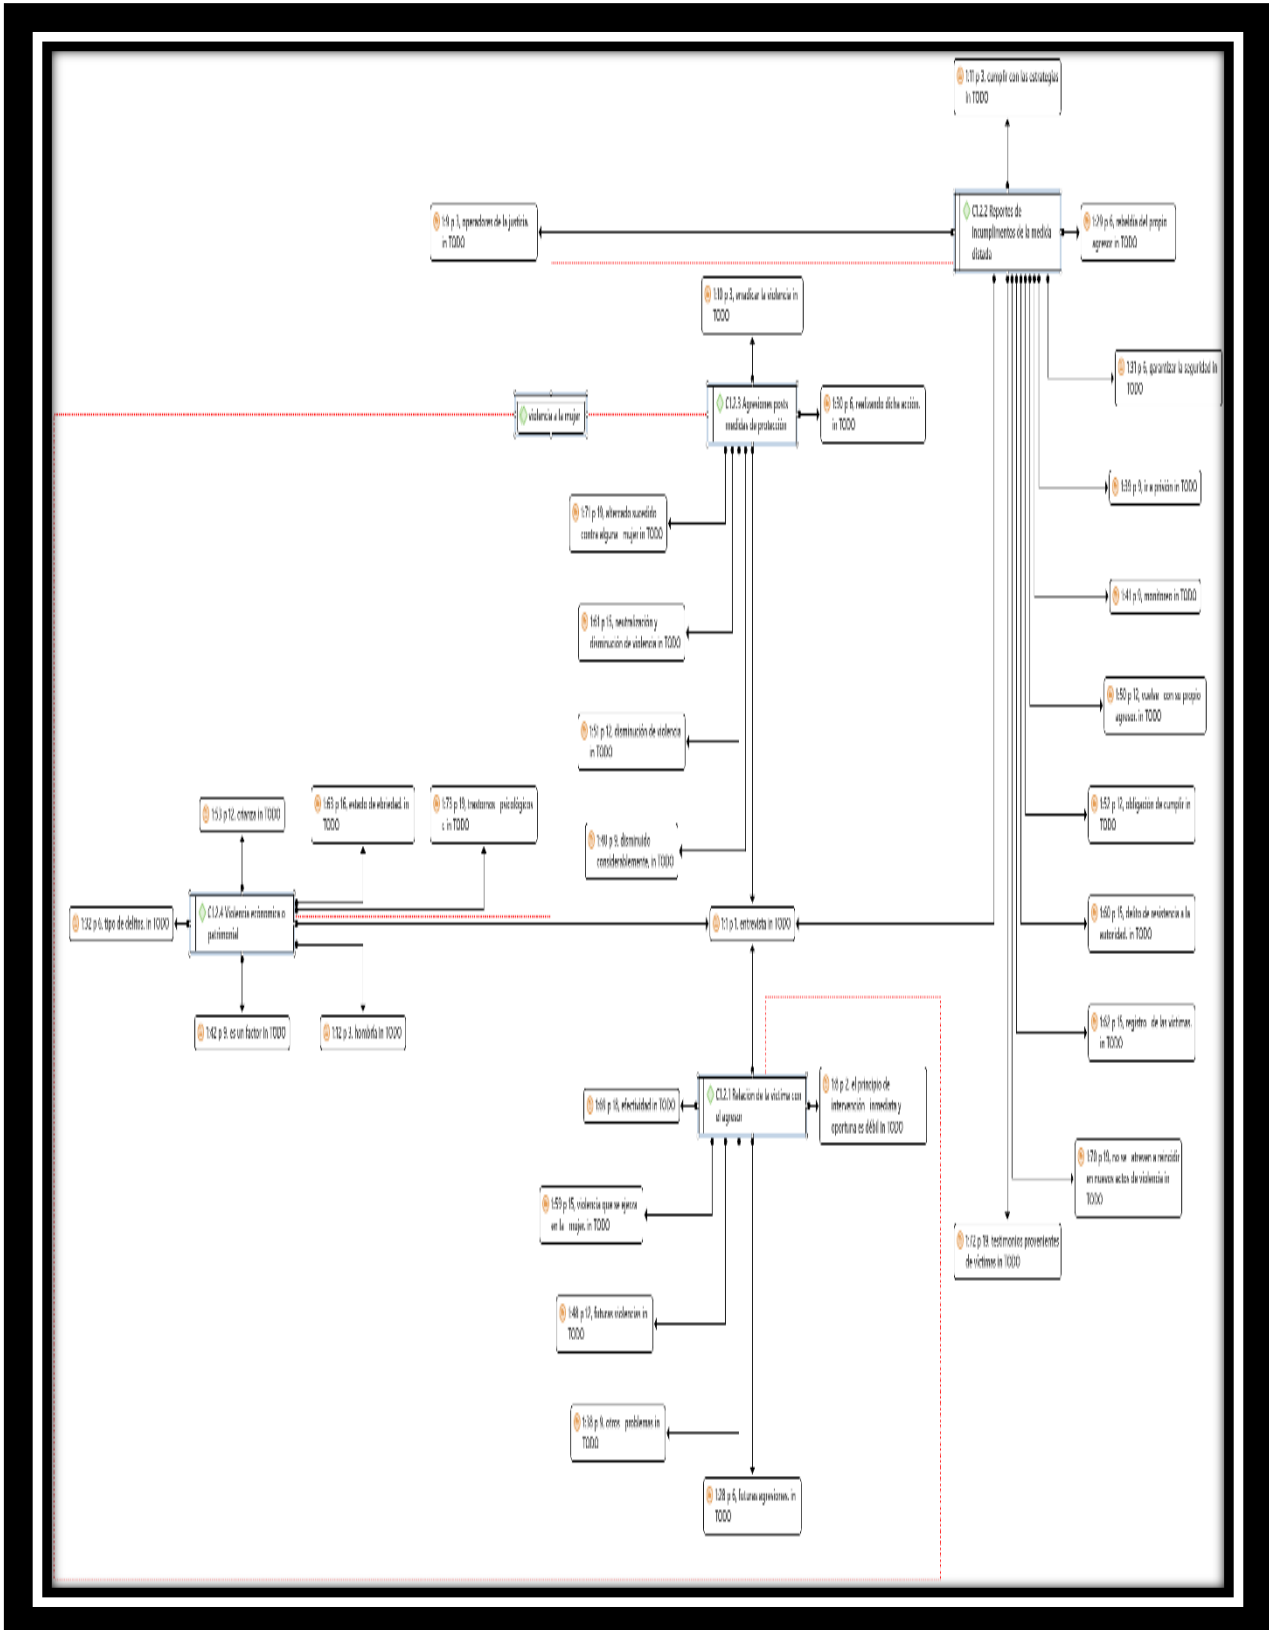 1:11 p 3, cumplir con las estrategias
in TODO
C1.2.2 Reportes de
Incumplimentos de la medida
distada
1:9 p 3, operadores de la justicia.
in TODO
1:29 p 6, rebeldía del propio
agresor in TODO
1:10 p 3, erradicar la violencia in
TODO
1:31 p 6, garantizar la seguridad in
TODO
violencia a la mujer
C1.2.3 Agresiones posts
medidas de protección
1:30 p 6, realizando dicha acción.
in TODO
1:39 p 9, ir a prisión in TODO
1:71 p 19, altercado sucedido
contra alguna mujer in TODO
1:41 p 9, monitoreo in TODO
1:61 p 15, neutralización y
disminución de violencia in TODO
1:50 p 12, vuelve con su propio
agresor. in TODO
1:51 p 12, disminución de violencia
in TODO
1:53 p 12, crianza in TODO
1:63 p 16, estado de ebriedad. in
TODO
1:73 p 19, trastornos psicológicos
in TODO
1:52 p 12, obligación de cumplir in
TODO
1:40 p 9, disminuido
considerablemente, in TODO
1:32 p 6, tipo de delitos. in TODO
C1.2.4 Violencia económica o
patrimonial
1:1 p 1, entrevista in TODO
1:60 p 15, delito de resistencia a la
autoridad. in TODO
1:42 p 9, es un factor in TODO
1:12 p 3, hombría in TODO
1:62 p 15, registro de las víctimas.
in TODO
p 18, efectividad in TODO
C1.2.1 Relación de la víctima con
el agresor
p 2, el principio de
intervención inmediata y
oportuna es débil in TODO
1:70 p 19, no se atreven a reincidir
en nuevos actos de violencia in
TODO
1:59 p 15, violencia que se ejerce
en la mujer. in TODO
1:72 p 19, testimonios provenientes
de víctimas in TODO
1:48 p 12, futuras violencias in
TODO
1:38 p 9, otros problemas in
TODO
1:28 p 6, futuras agresiones. in
TODO